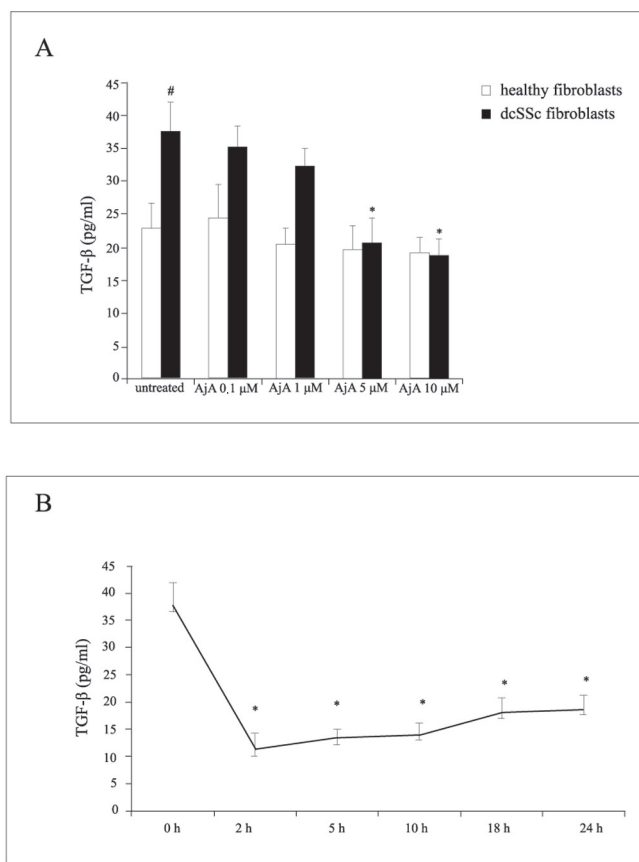 A
healthy fibroblasts
dcSSc fibroblasts
TGF-β (pg/ml)
45
40
35
30
25
20
15
10
5
0
#
*
*
untreated
AjA 0.1 μM
AjA 1 μM
AjA 5 μM
AjA 10 μM
B
TGF-β (pg/ml)
45
40
35
30
25
20
15
10
5
0
*
*
*
*
*
0 h
2 h
5 h
10 h
18 h
24 h